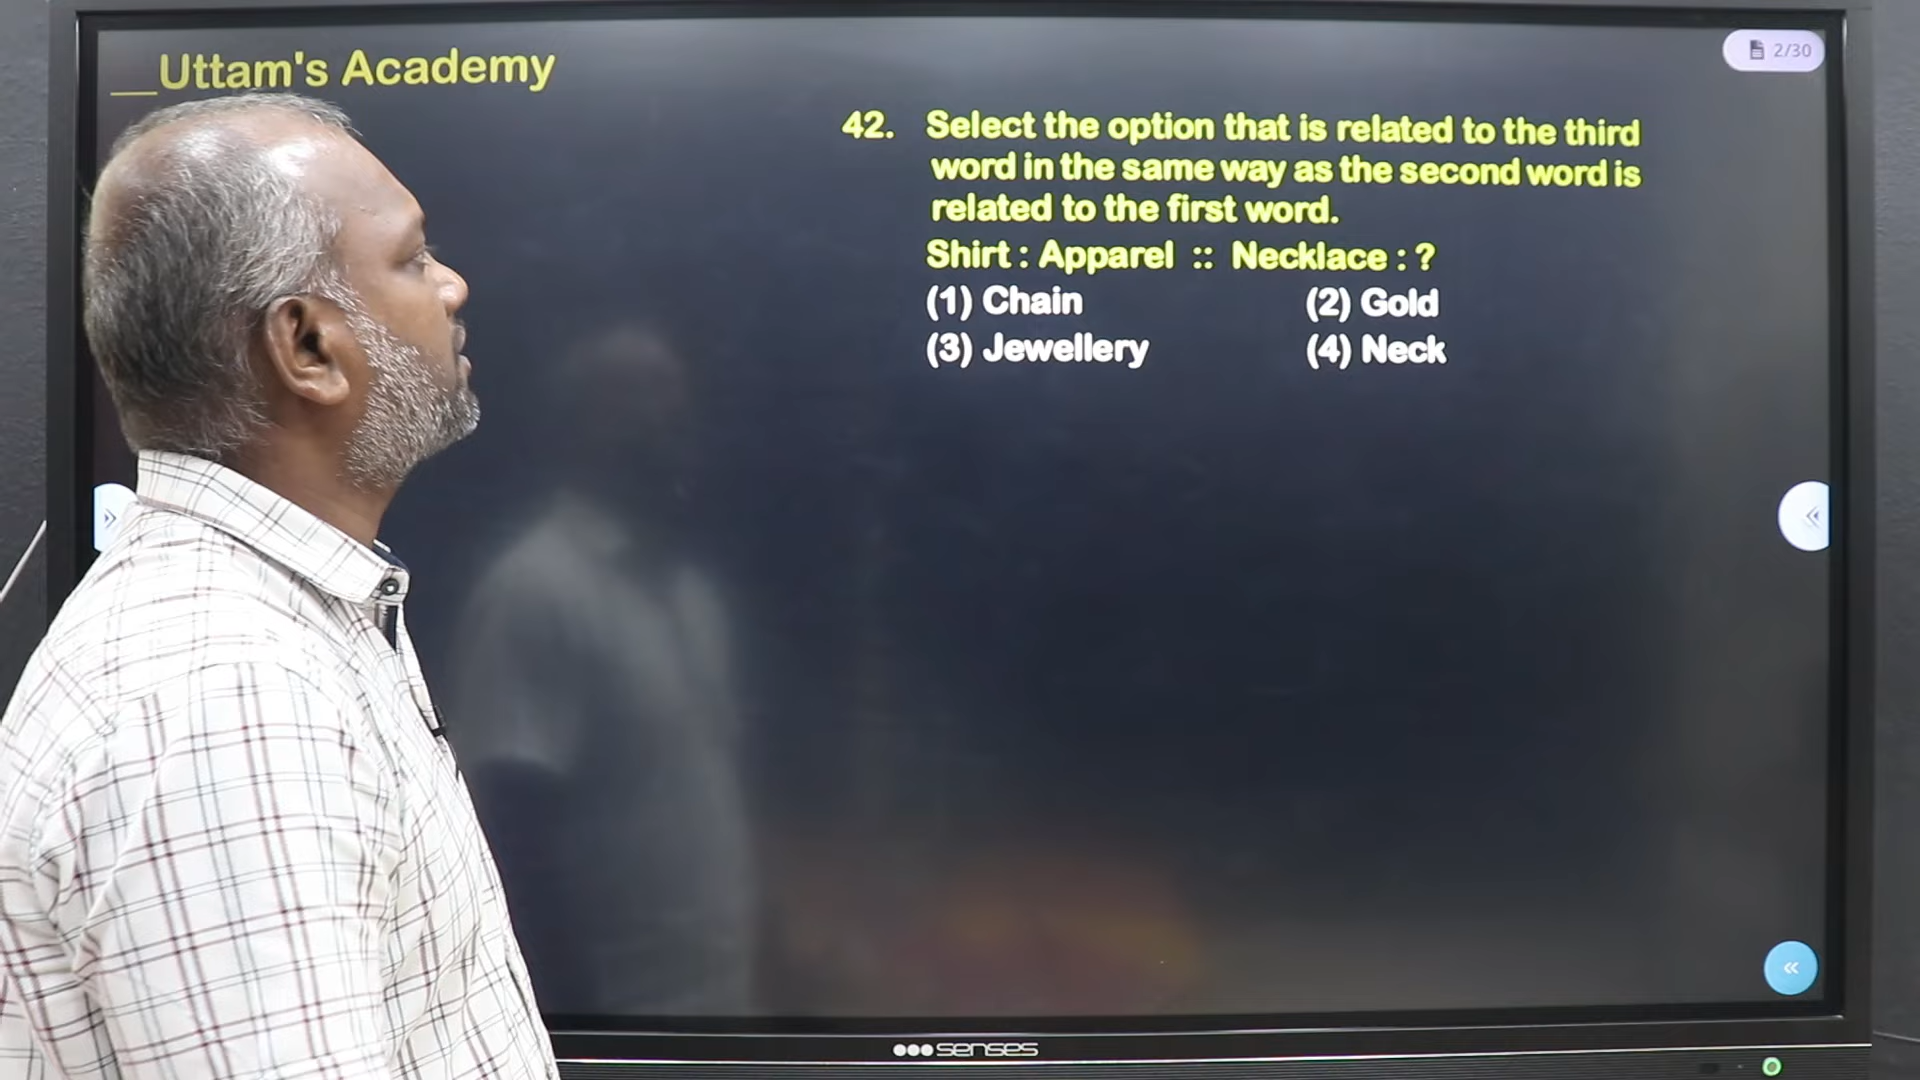 __Uttam's Academy
2/30
42. Select the option that is related to the third
word in the same way as the second word is
related to the first word.
Shirt : Apparel :: Necklace : ?
(1) Chain (2) Gold
(3) Jewellery (4) Neck
senses